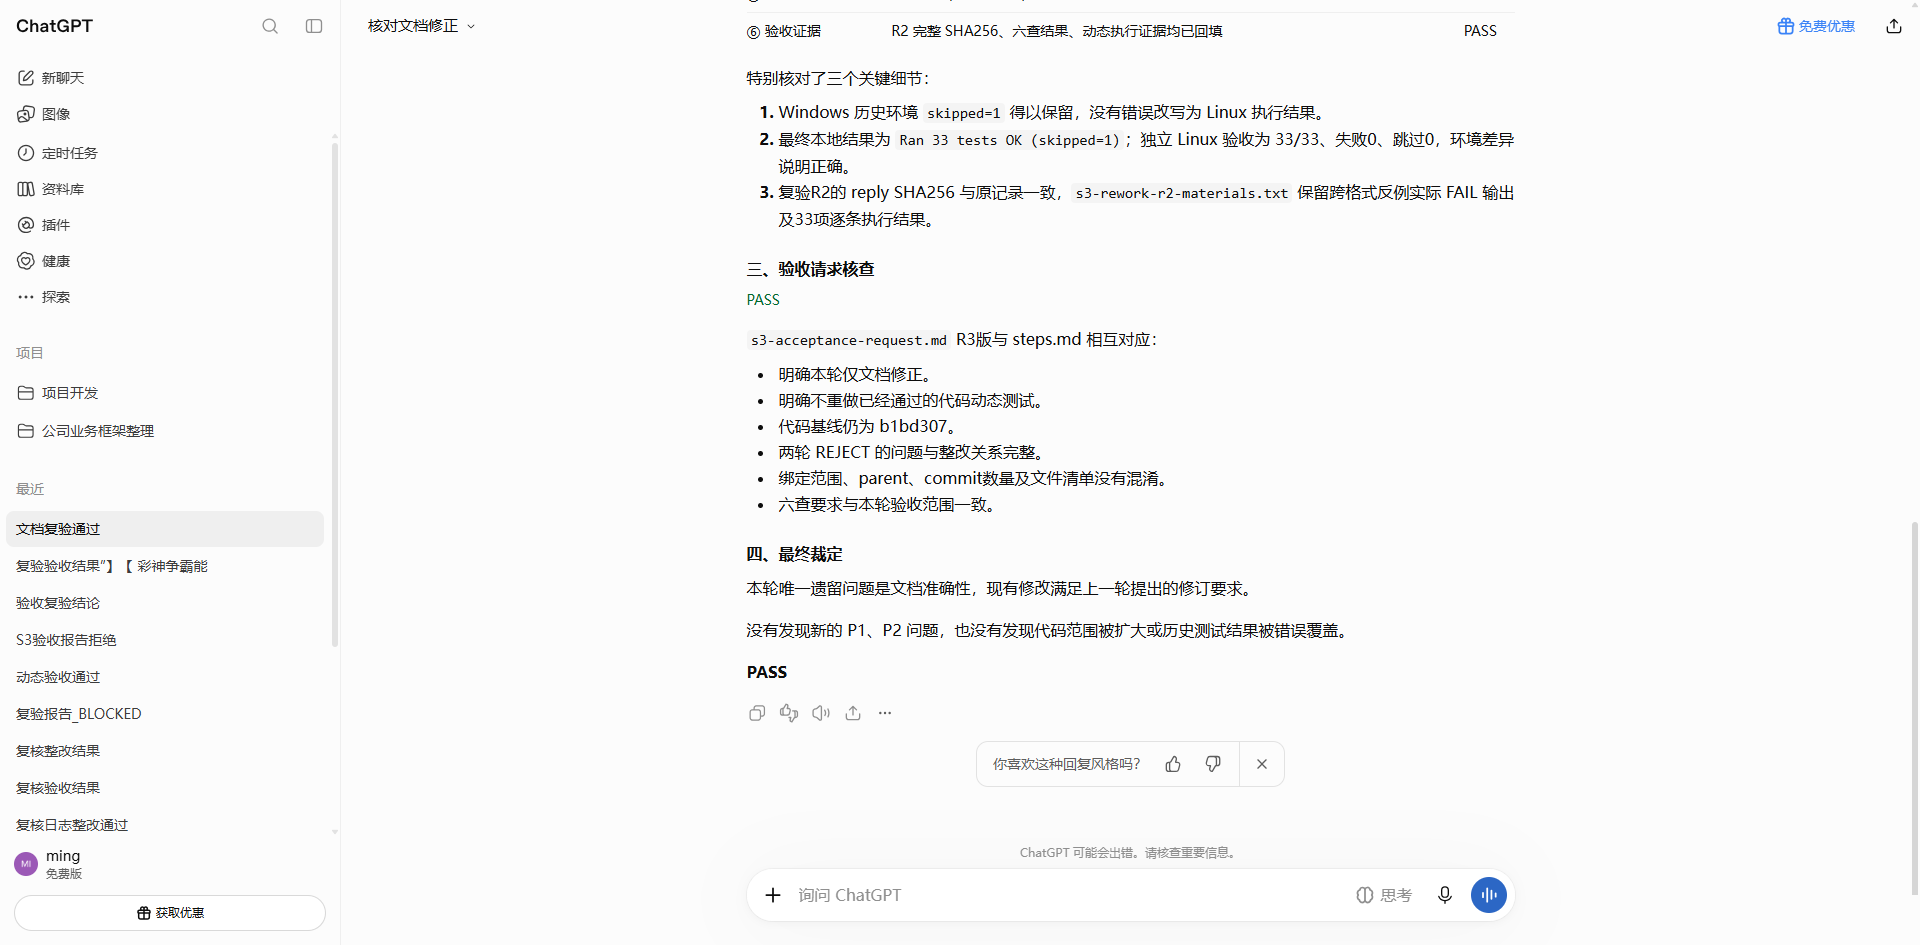 ChatGPT
新聊天
图像
定时任务
资料库
插件
健康
探索
项目
项目开发
公司业务框架整理
最近
文档复验通过
复验验收结果”】【 彩神争霸能
验收复验结论
S3验收报告拒绝
动态验收通过
复验报告_BLOCKED
复核整改结果
复核验收结果
复核日志整改通过
MI
ming
免费版
获取优惠
核对文档修正
免费优惠
⑥ 验收证据 R2 完整 SHA256、六查结果、动态执行证据均已回填 PASS
特别核对了三个关键细节：
1. Windows 历史环境 skipped=1 得以保留，没有错误改写为 Linux 执行结果。
2. 最终本地结果为 Ran 33 tests OK (skipped=1)；独立 Linux 验收为 33/33、失败0、跳过0，环境差异
说明正确。
3. 复验R2的 reply SHA256 与原记录一致，s3-rework-r2-materials.txt 保留跨格式反例实际 FAIL 输出
及33项逐条执行结果。
三、验收请求核查
PASS
s3-acceptance-request.md R3版与 steps.md 相互对应：
• 明确本轮仅文档修正。
• 明确不重做已经通过的代码动态测试。
• 代码基线仍为 b1bd307。
• 两轮 REJECT 的问题与整改关系完整。
• 绑定范围、parent、commit数量及文件清单没有混淆。
• 六查要求与本轮验收范围一致。
四、最终裁定
本轮唯一遗留问题是文档准确性，现有修改满足上一轮提出的修订要求。
没有发现新的 P1、P2 问题，也没有发现代码范围被扩大或历史测试结果被错误覆盖。
PASS
你喜欢这种回复风格吗？
ChatGPT 可能会出错。请核查重要信息。
询问 ChatGPT
思考